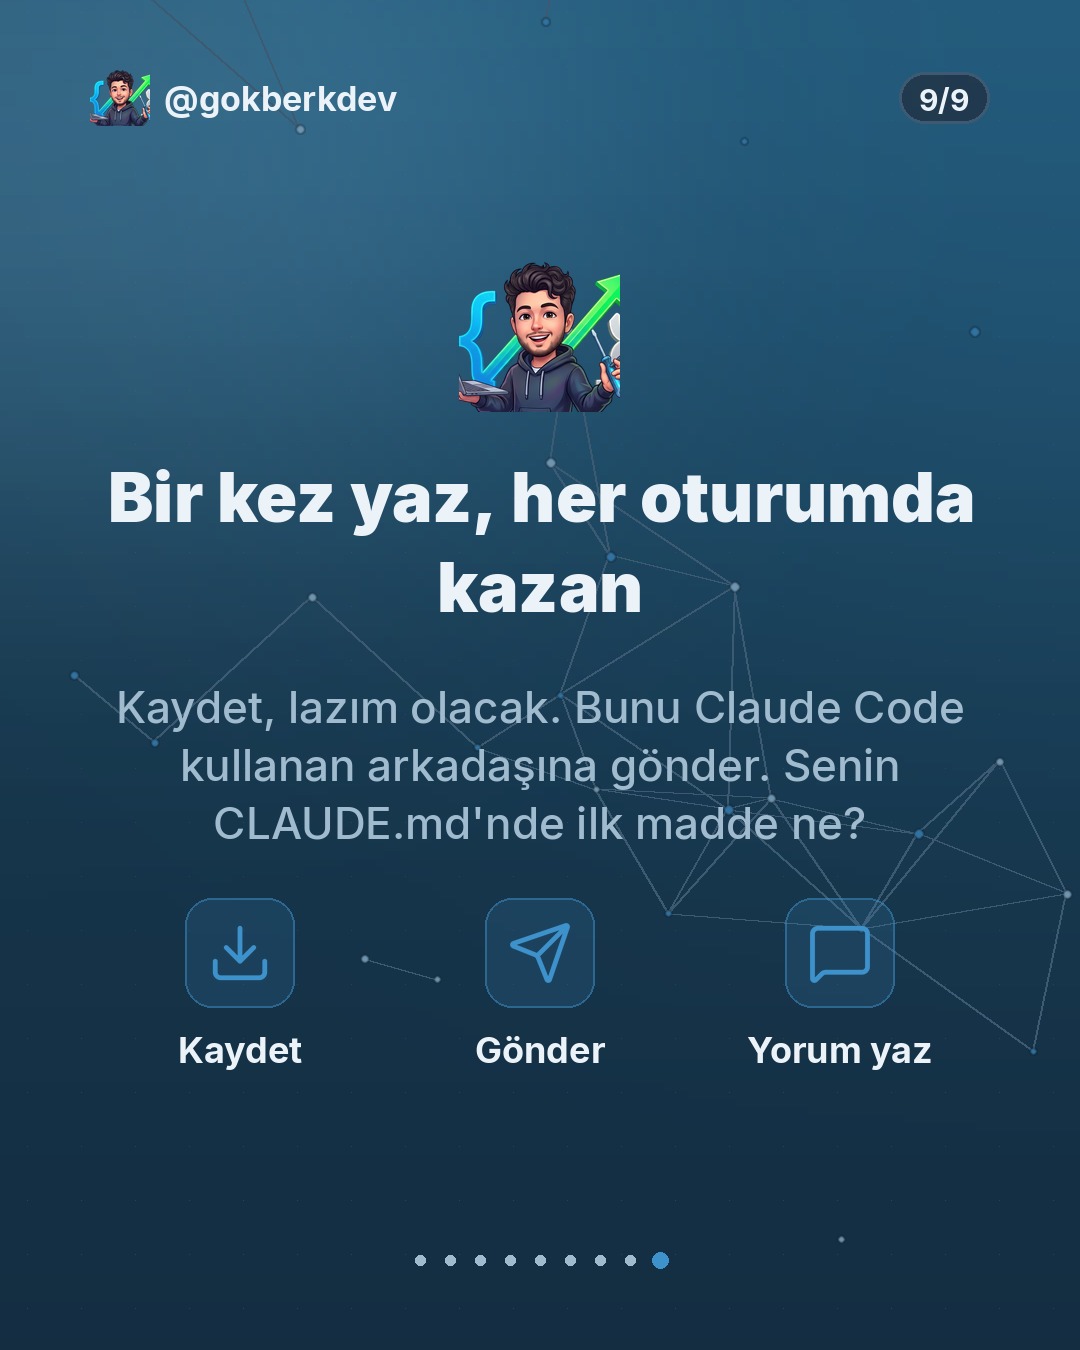 @gokberkdev
9/9
Bir kez yaz, her oturumda
kazan
Kaydet, lazım olacak. Bunu Claude Code
kullanan arkadaşına gönder. Senin
CLAUDE.md'nde ilk madde ne?
Kaydet
Gönder
Yorum yaz